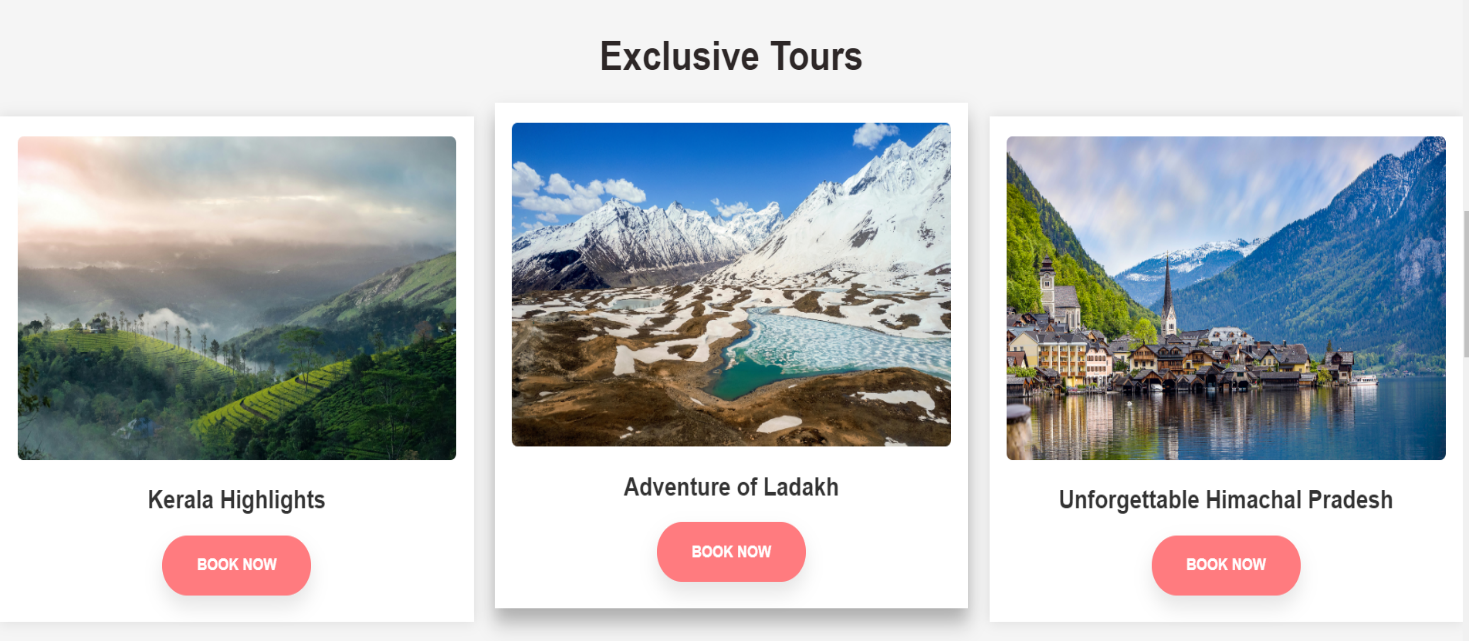 Exclusive Tours
Kerala Highlights
BOOK NOW
Adventure of Ladakh
BOOK NOW
Unforgettable Himachal Pradesh
BOOK NOW